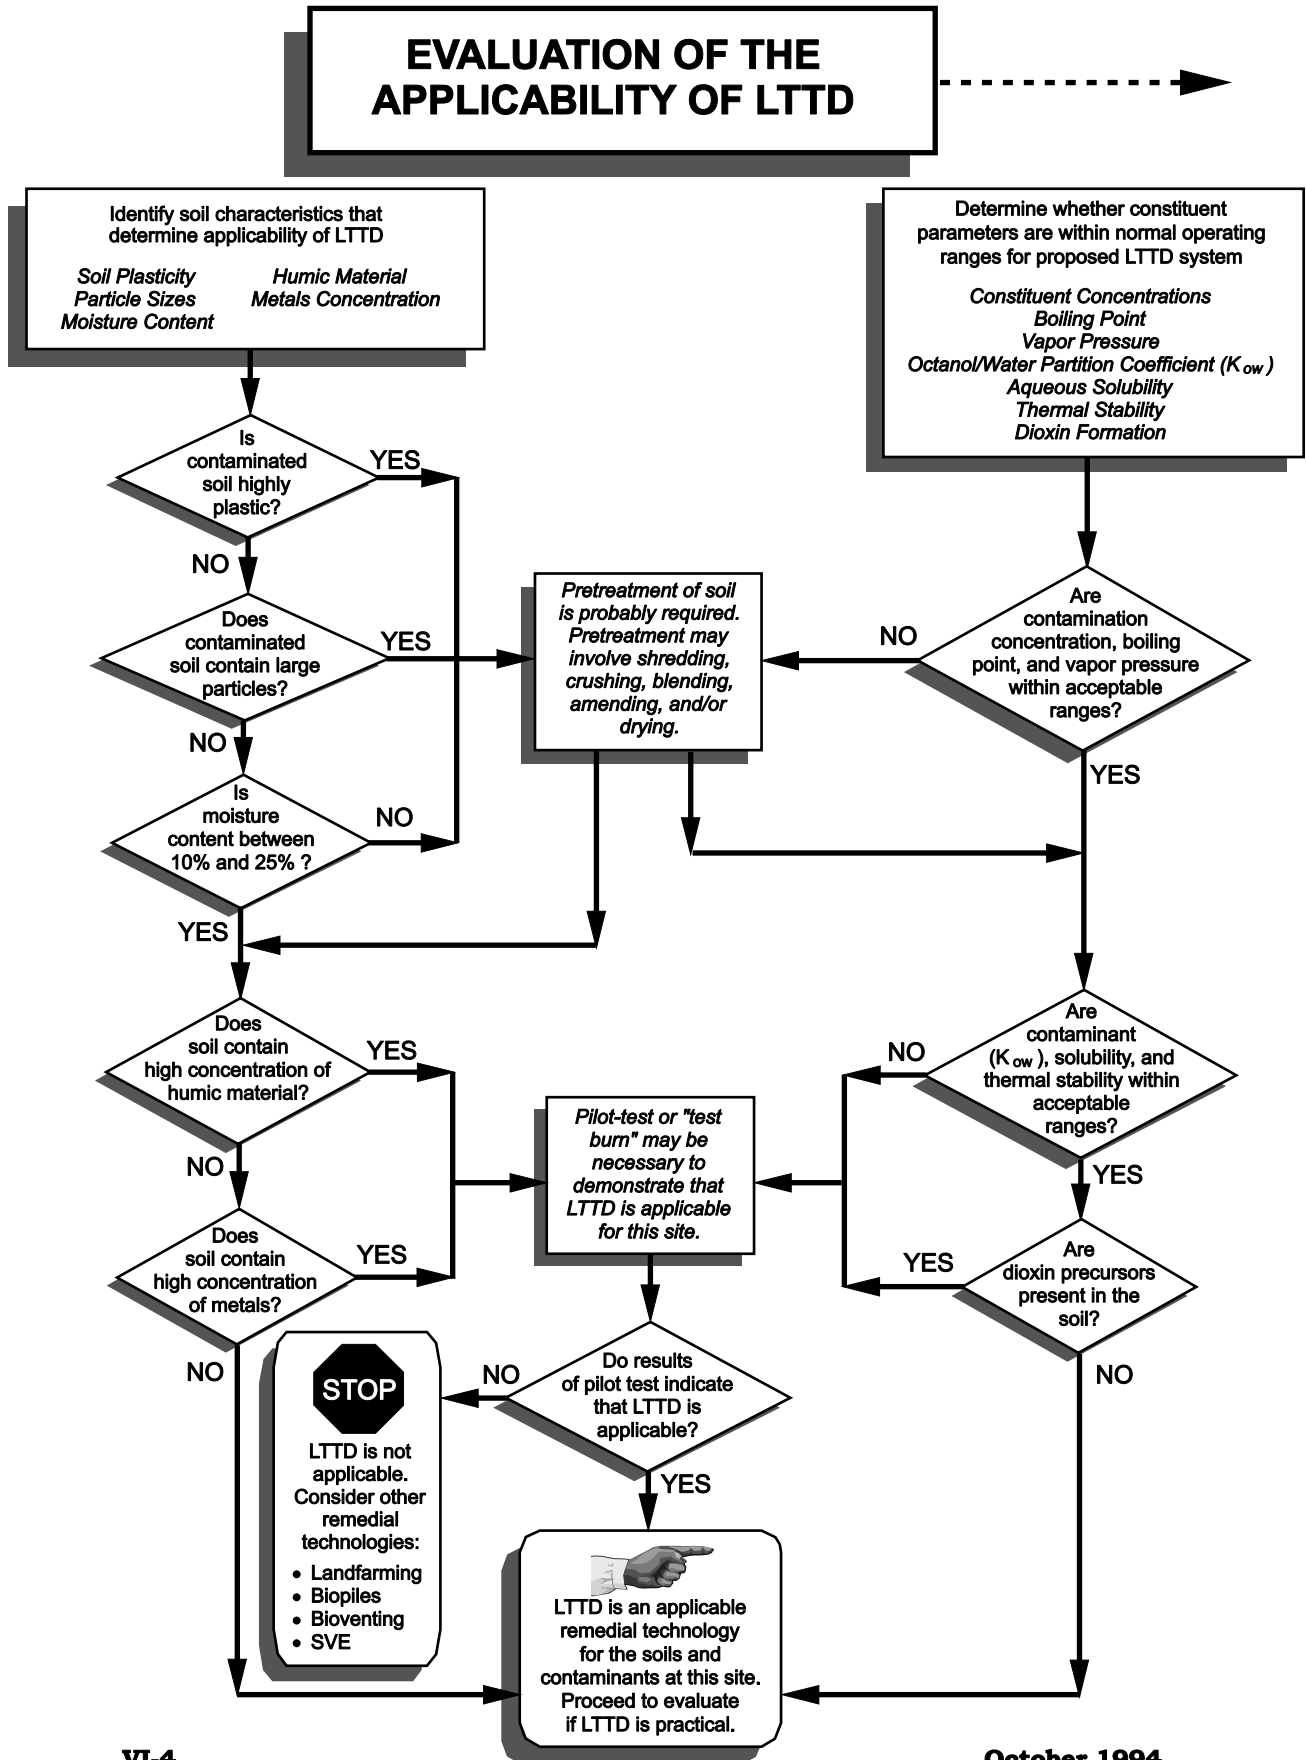 EVALUATION OF THE
APPLICABILITY OF LTTD
Identify soil characteristics that
determine applicability of LTTD
Soil Plasticity
Particle Sizes
Moisture Content
Humic Material
Metals Concentration
Determine whether constituent
parameters are within normal operating
ranges for proposed LTTD system
Constituent Concentrations
Boiling Point
Vapor Pressure
Octanol/Water Partition Coefficient (K ow )
Aqueous Solubility
Thermal Stability
Dioxin Formation
Is
contaminated
soil highly
plastic?
YES
NO
Does
contaminated
soil contain large
particles?
YES
NO
Is
moisture
content between
10% and 25% ?
NO
YES
Pretreatment of soil
is probably required.
Pretreatment may
involve shredding,
crushing, blending,
amending, and/or
drying.
NO
Are
contamination
concentration, boiling
point, and vapor pressure
within acceptable
ranges?
YES
Does
soil contain
high concentration of
humic material?
YES
NO
Does
soil contain
high concentration
of metals?
YES
NO
Pilot-test or "test
burn" may be
necessary to
demonstrate that
LTTD is applicable
for this site.
NO
Are
contaminant
(K ow ), solubility, and
thermal stability within
acceptable
ranges?
YES
YES
Are
dioxin precursors
present in the
soil?
NO
Do results
of pilot test indicate
that LTTD is
applicable?
NO
YES
STOP
LTTD is not
applicable.
Consider other
remedial
technologies:
• Landfarming
• Biopiles
• Bioventing
• SVE
LTTD is an applicable
remedial technology
for the soils and
contaminants at this site.
Proceed to evaluate
if LTTD is practical.
VI-4
October 1994